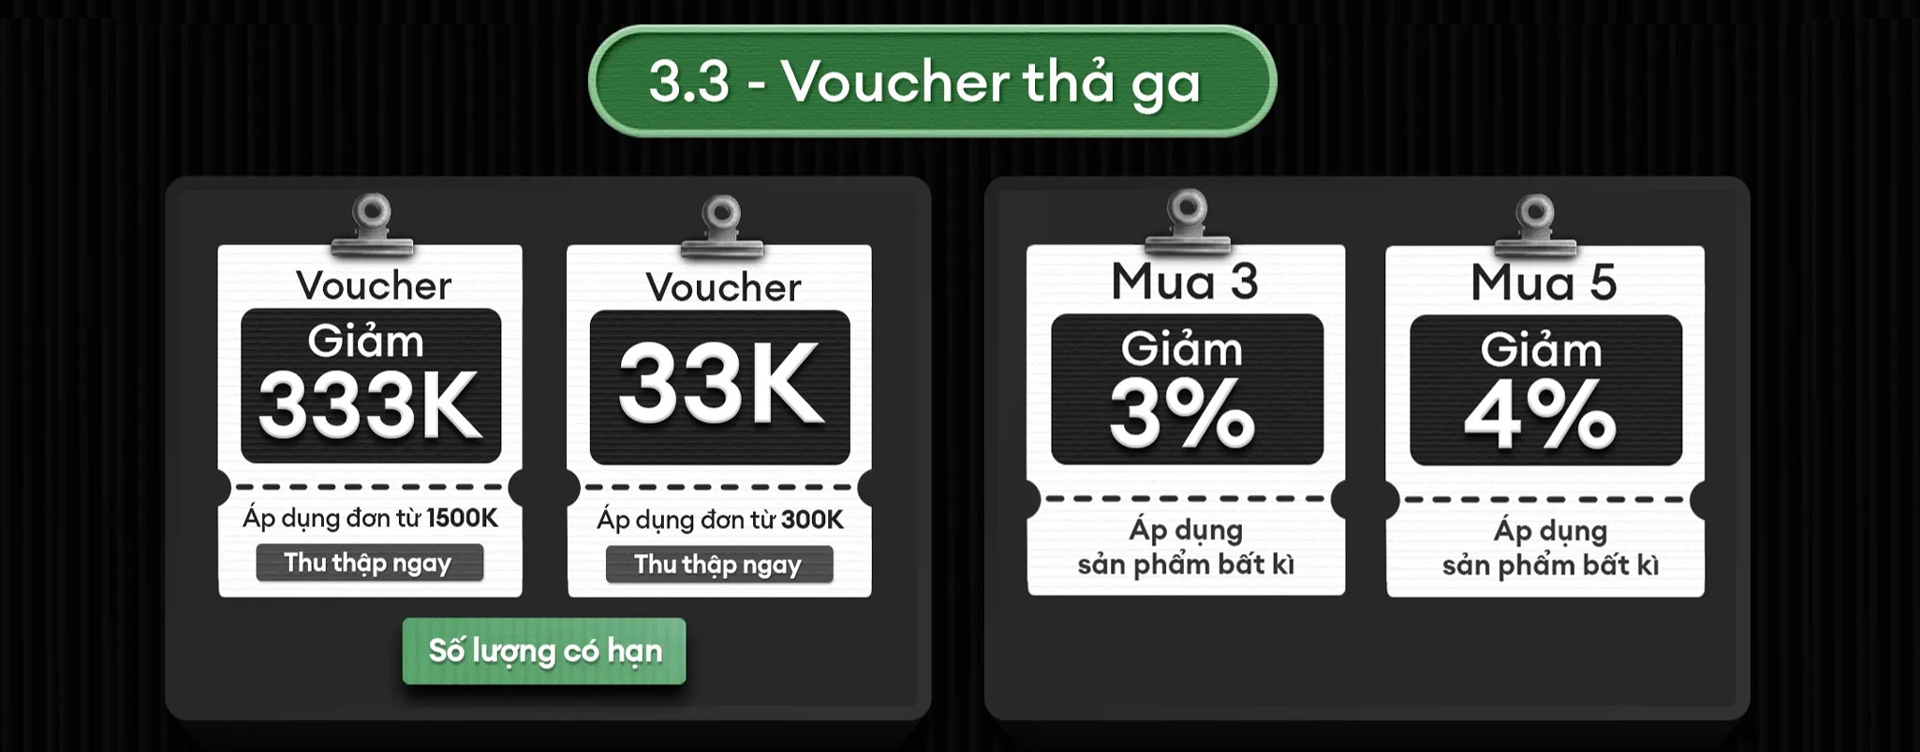 3.3 - Voucher thả ga
Voucher
Giảm
333K
Áp dụng đơn từ 1500K
Thu thập ngay
Voucher
33K
Áp dụng đơn từ 300K
Thu thập ngay
Số lượng có hạn
Mua 3
Giảm
3%
Áp dụng
sản phẩm bất kì
Mua 5
Giảm
4%
Áp dụng
sản phẩm bất kì